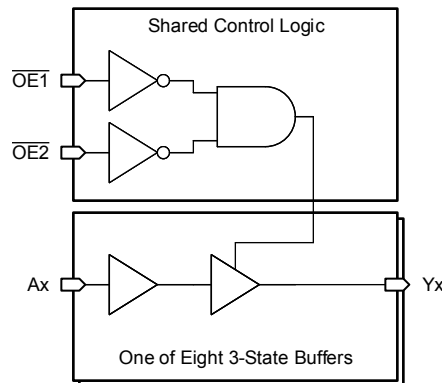 Shared Control Logic
OE1
OE2
Ax
Yx
One of Eight 3-State Buffers